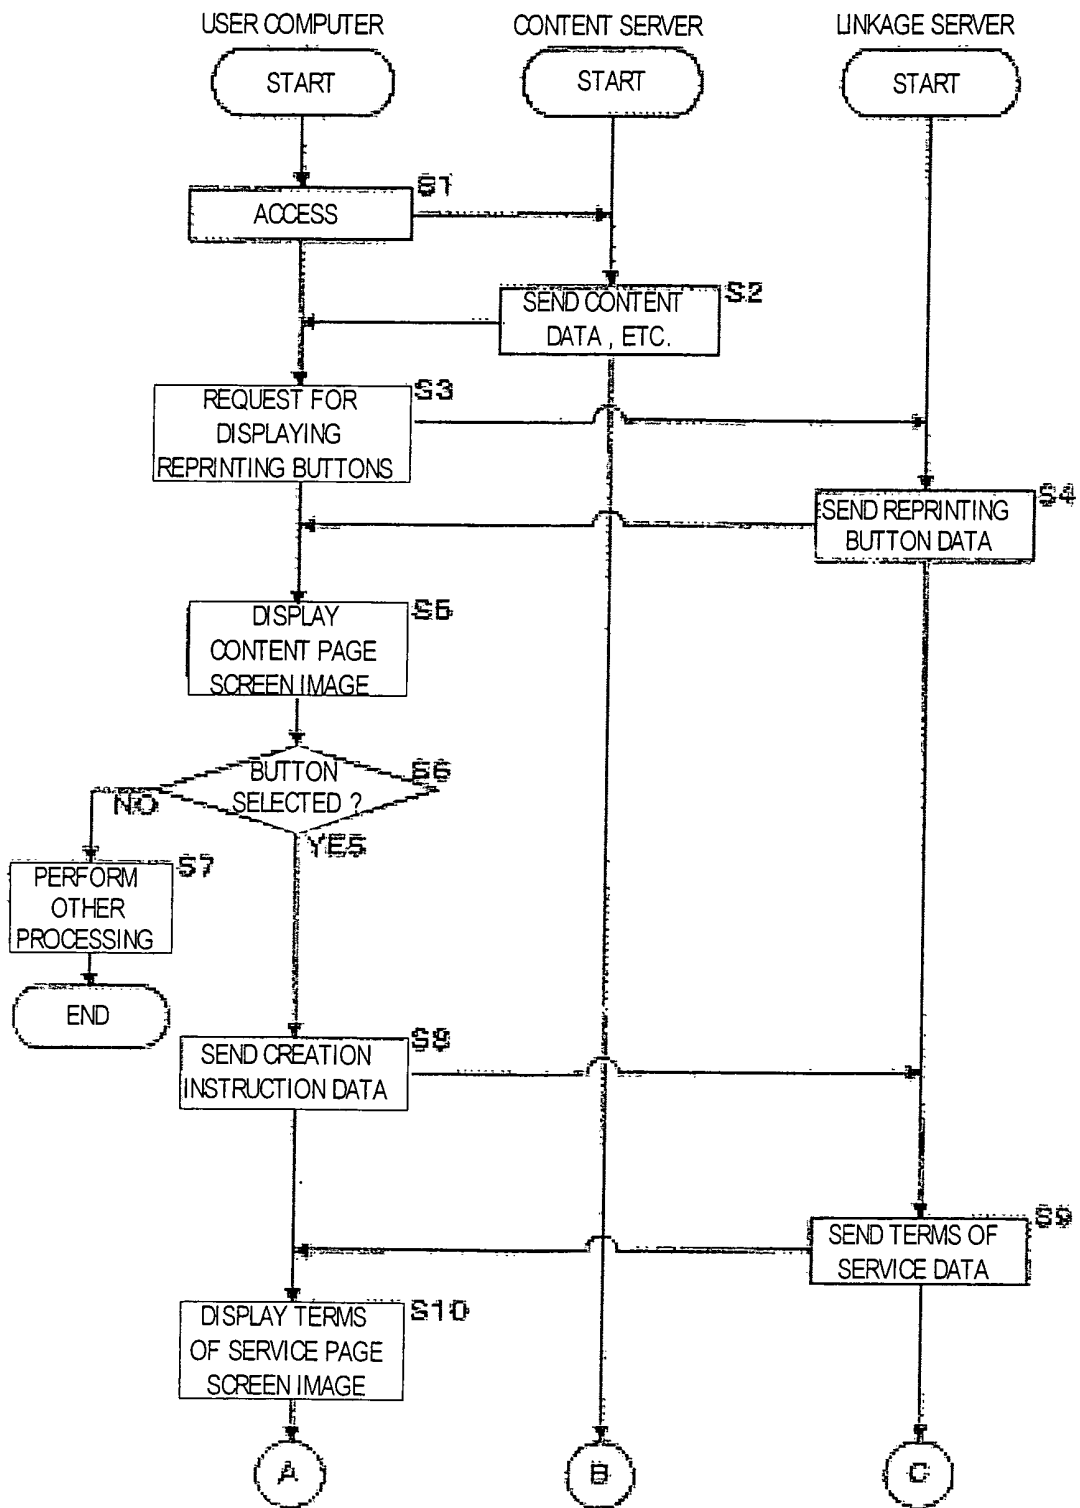 USER COMPUTER
CONTENT SERVER
LINKAGE SERVER
START
START
START
S1
ACCESS
S2
SEND CONTENT
DATA , ETC.
S3
REQUEST FOR
DISPLAYING
REPRINTING BUTTONS
S4
SEND REPRINTING
BUTTON DATA
S5
DISPLAY
CONTENT PAGE
SCREEN IMAGE
S6
BUTTON
SELECTED ?
NO
YES
S7
PERFORM
OTHER
PROCESSING
END
S8
SEND CREATION
INSTRUCTION DATA
S9
SEND TERMS OF
SERVICE DATA
S10
DISPLAY TERMS
OF SERVICE PAGE
SCREEN IMAGE
A
B
C